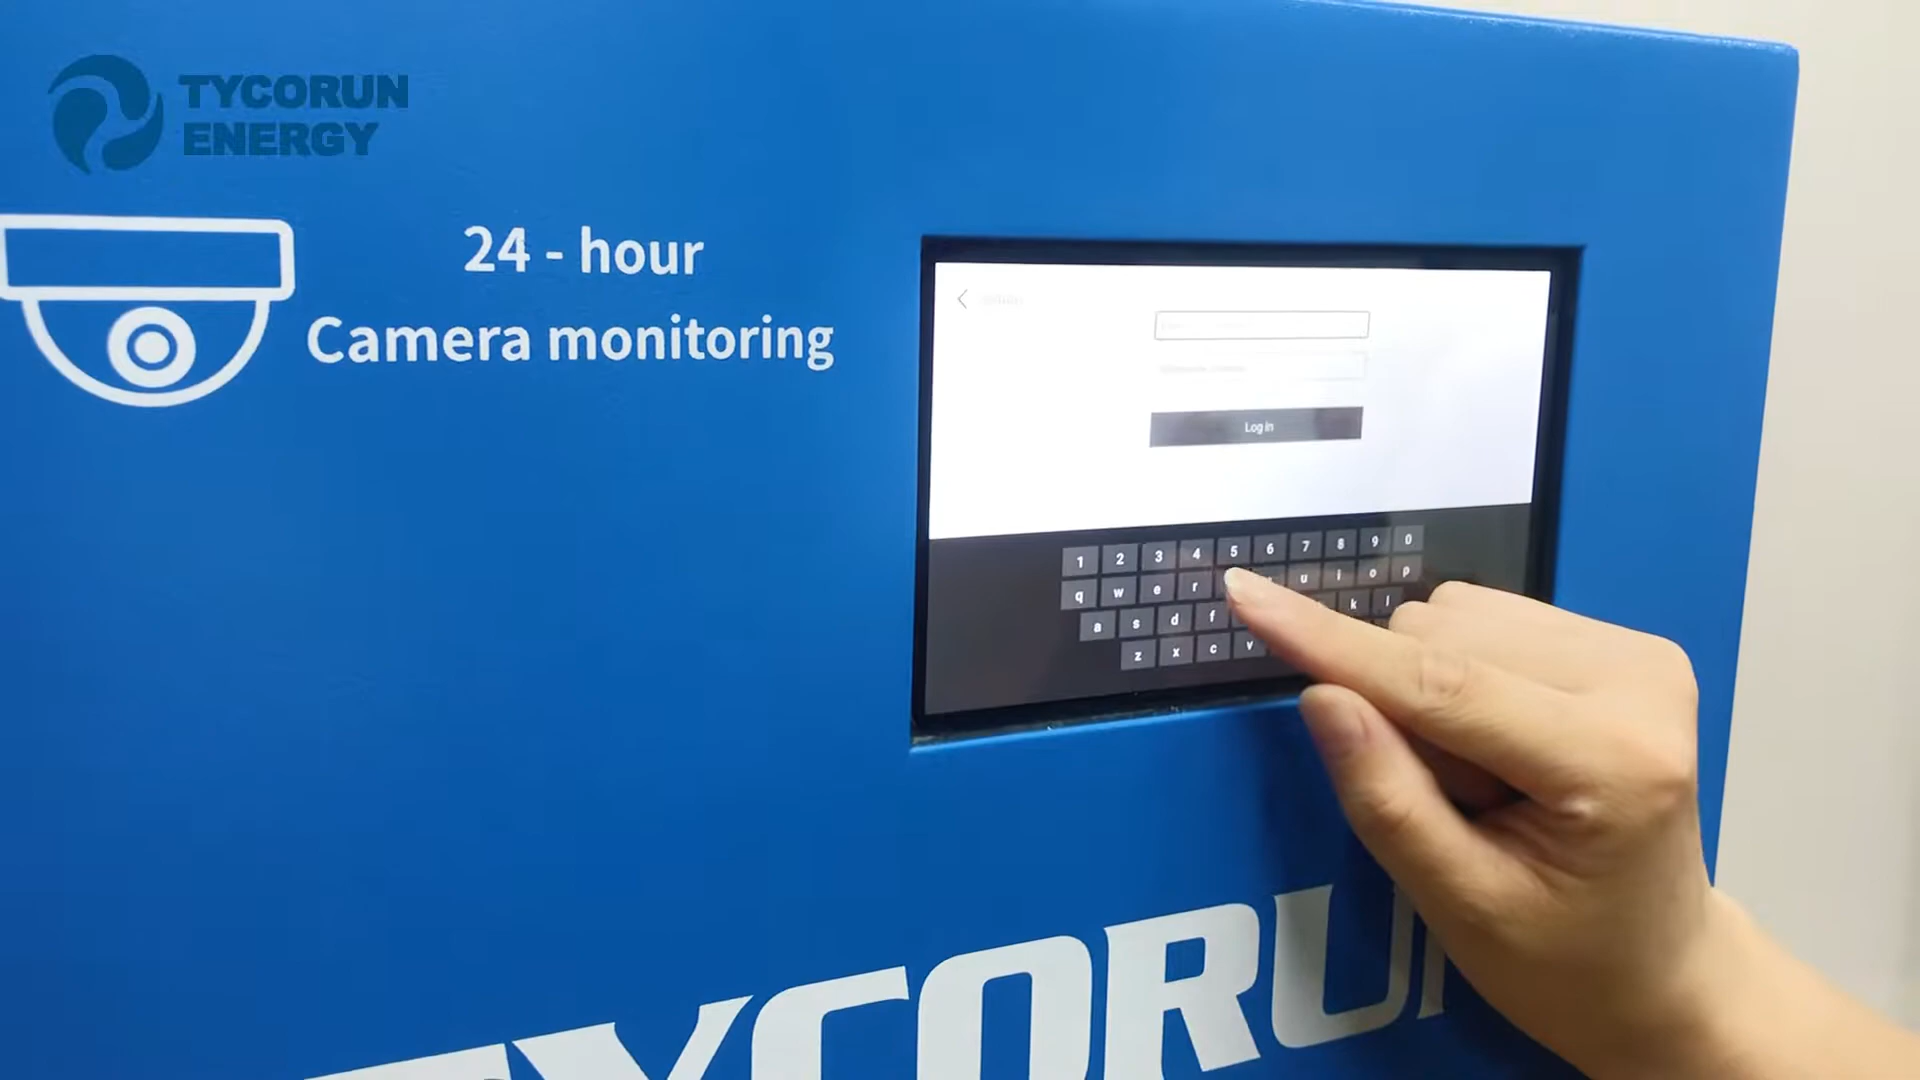 TYCORUN
ENERGY
24 - hour
Camera monitoring
Log in
1 2 3 4 5 6 7 8 9 0
q w e r u i o p
a s d f k l
z x c v
TYCORUN